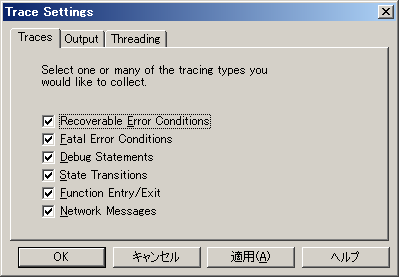 Trace Settings
Traces Output Threading
Select one or many of the tracing types you
would like to collect.
Recoverable Error Conditions
Fatal Error Conditions
Debug Statements
State Transitions
Function Entry/Exit
Network Messages
OK キャンセル 適用(A) ヘルプ